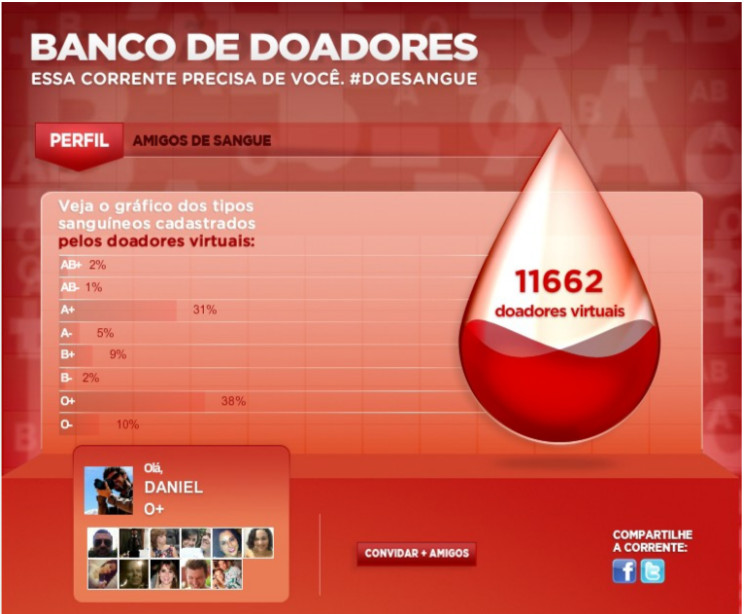 BANCO DE DOADORES
ESSA CORRENTE PRECISA DE VOCÊ. #DOESANGUE
PERFIL
AMIGOS DE SANGUE
Veja o gráfico dos tipos
sanguíneos cadastrados
pelos doadores virtuais:
AB+ 2%
AB- 1%
A+ 31%
A- 5%
B+ 9%
B- 2%
O+ 38%
O- 10%
11662
doadores virtuais
Olá,
DANIEL
O+
CONVIDAR + AMIGOS
COMPARTILHE
A CORRENTE: